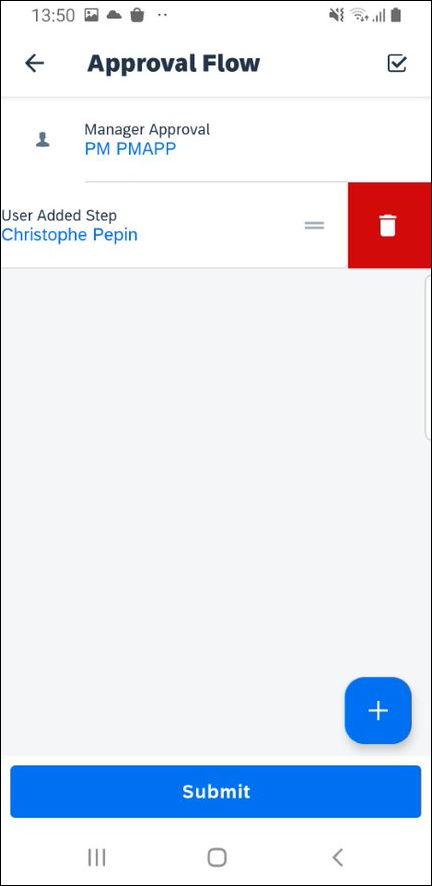 13:50
Approval Flow
Manager Approval
PM PMAPP
User Added Step
Christophe Pepin
Submit